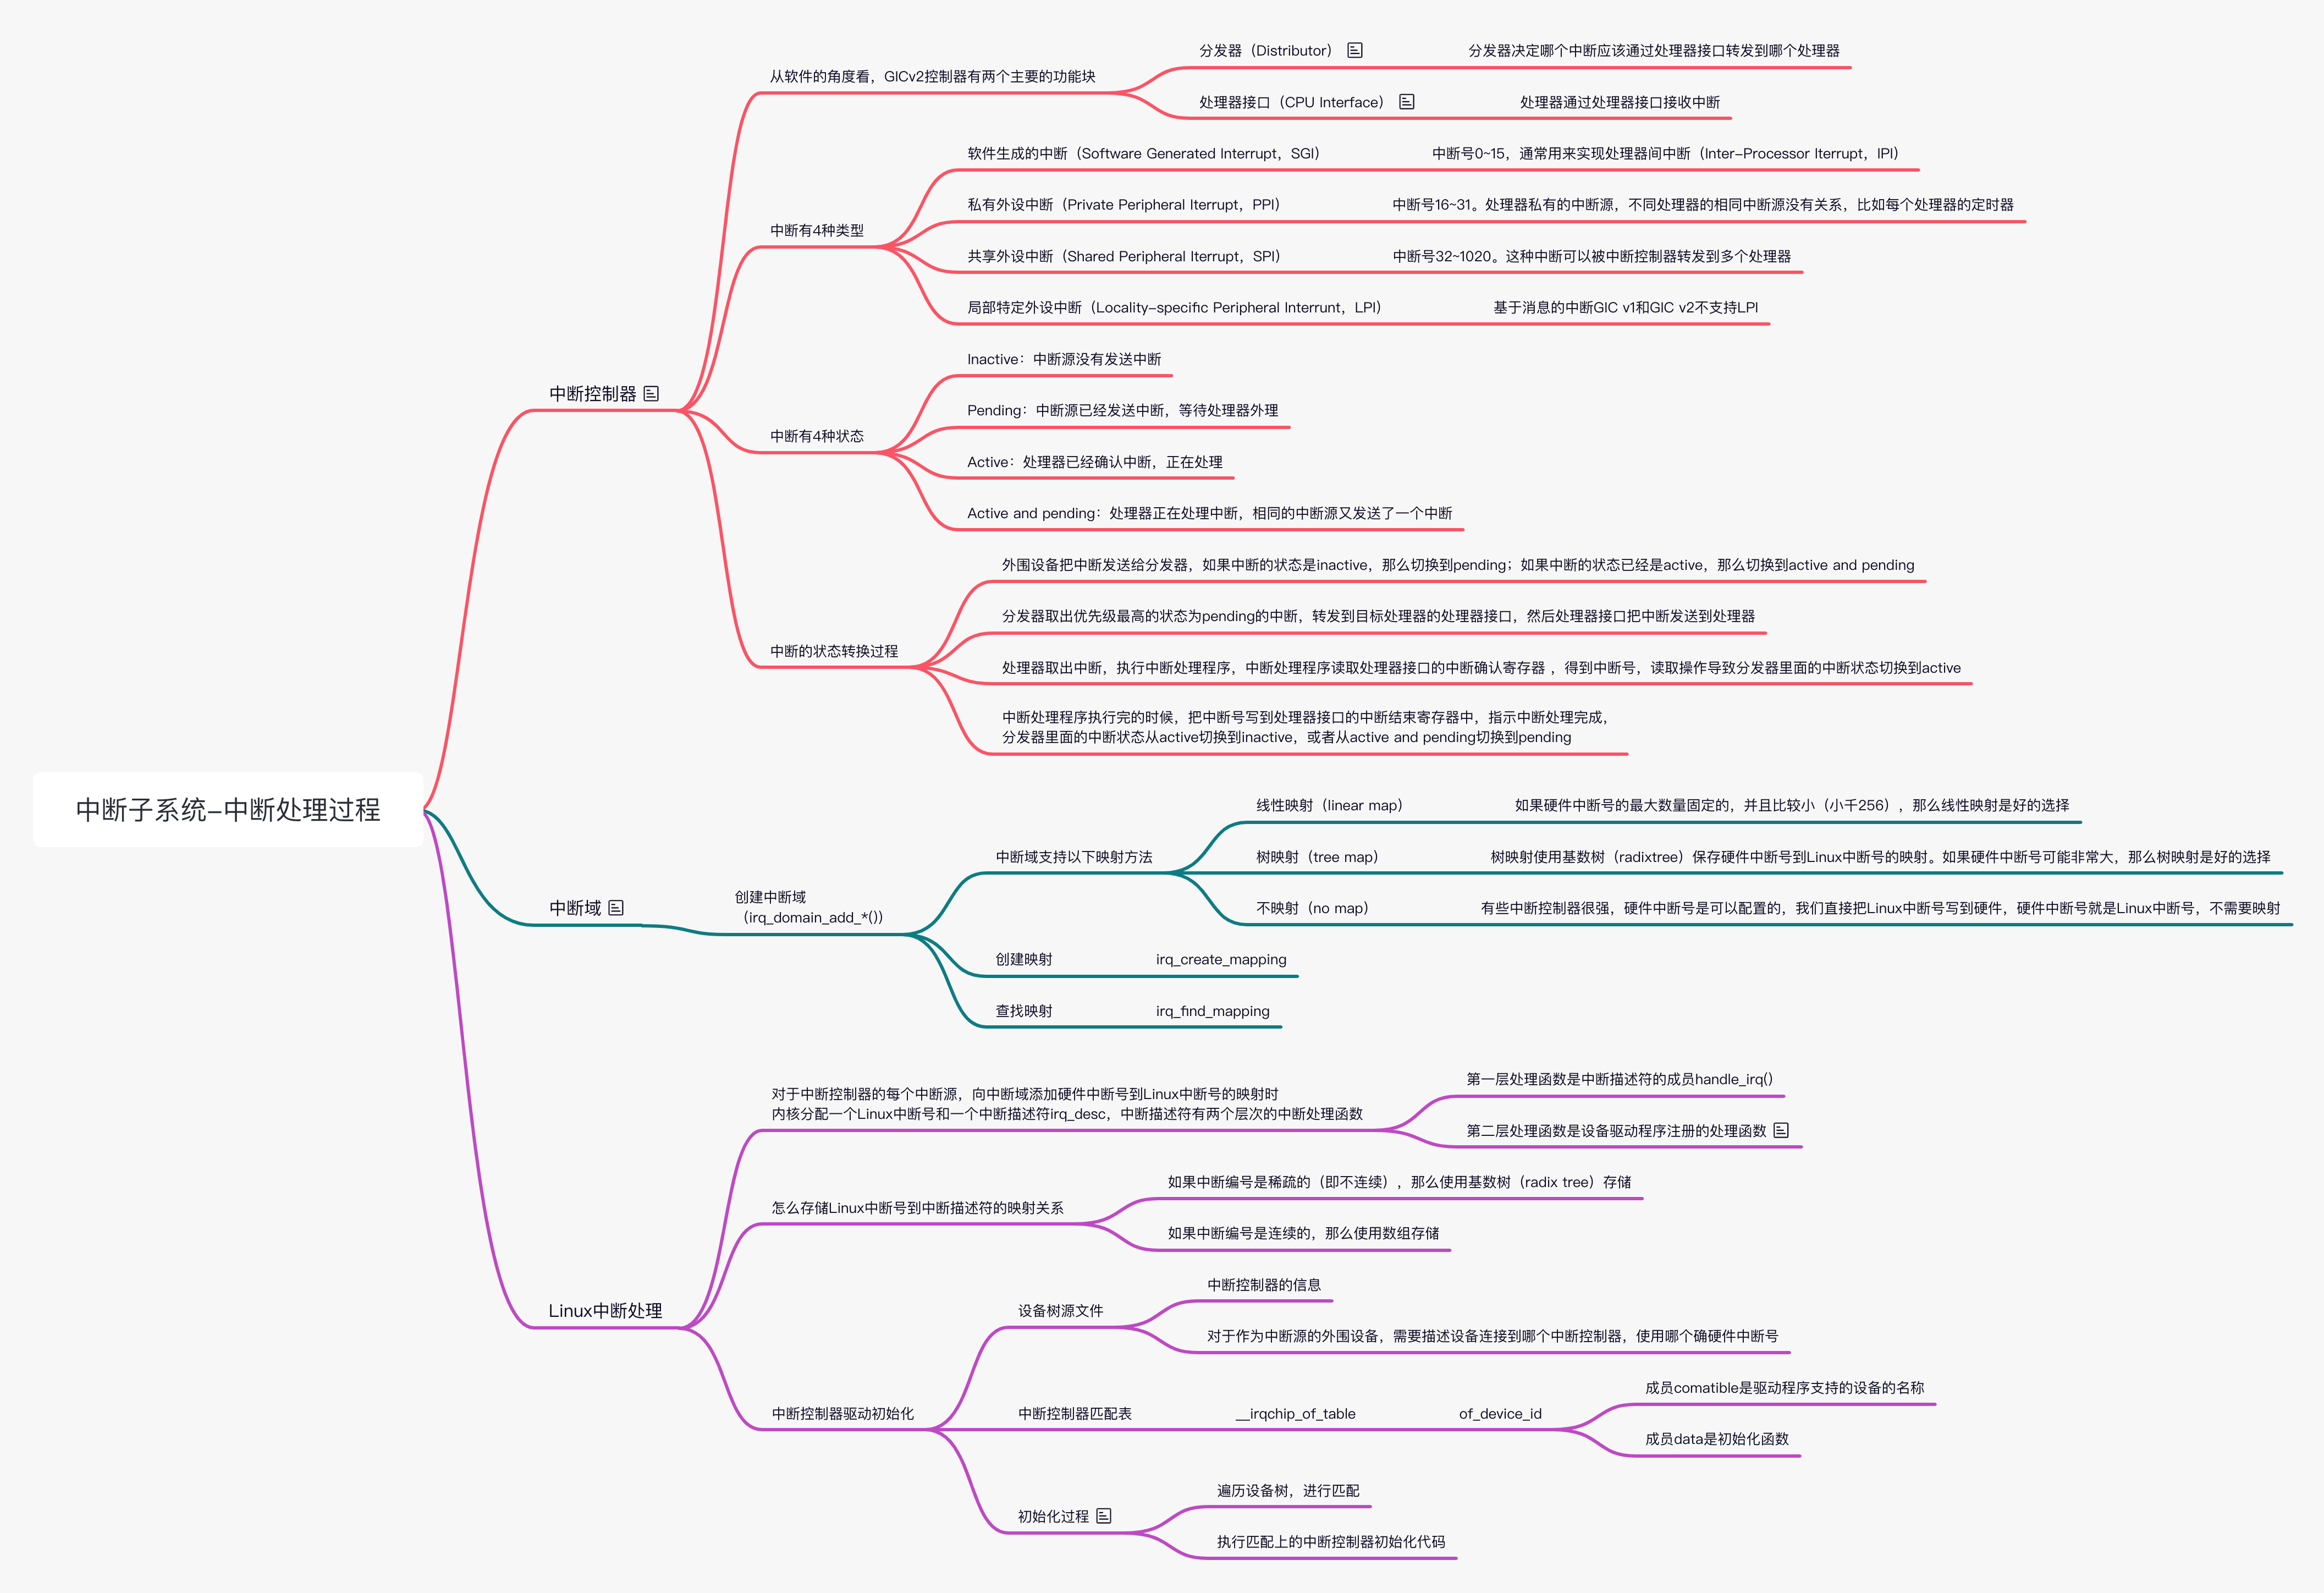 中断子系统-中断处理过程
中断控制器
从软件的角度看，GICv2控制器有两个主要的功能块
分发器（Distributor）
分发器决定哪个中断应该通过处理器接口转发到哪个处理器
处理器接口（CPU Interface）
处理器通过处理器接口接收中断
中断有4种类型
软件生成的中断（Software Generated Interrupt，SGI）
中断号0~15，通常用来实现处理器间中断（Inter-Processor Iterrupt，IPI）
私有外设中断（Private Peripheral Iterrupt，PPI）
中断号16~31。处理器私有的中断源，不同处理器的相同中断源没有关系，比如每个处理器的定时器
共享外设中断（Shared Peripheral Iterrupt，SPI）
中断号32~1020。这种中断可以被中断控制器转发到多个处理器
局部特定外设中断（Locality-specific Peripheral Interrunt，LPI）
基于消息的中断GIC v1和GIC v2不支持LPI
中断有4种状态
Inactive：中断源没有发送中断
Pending：中断源已经发送中断，等待处理器外理
Active：处理器已经确认中断，正在处理
Active and pending：处理器正在处理中断，相同的中断源又发送了一个中断
中断的状态转换过程
外围设备把中断发送给分发器，如果中断的状态是inactive，那么切换到pending；如果中断的状态已经是active，那么切换到active and pending
分发器取出优先级最高的状态为pending的中断，转发到目标处理器的处理器接口，然后处理器接口把中断发送到处理器
处理器取出中断，执行中断处理程序，中断处理程序读取处理器接口的中断确认寄存器 ，得到中断号，读取操作导致分发器里面的中断状态切换到active
中断处理程序执行完的时候，把中断号写到处理器接口的中断结束寄存器中，指示中断处理完成，
分发器里面的中断状态从active切换到inactive，或者从active and pending切换到pending
中断域
创建中断域
（irq_domain_add_*()）
中断域支持以下映射方法
线性映射（linear map）
如果硬件中断号的最大数量固定的，并且比较小（小千256），那么线性映射是好的选择
树映射（tree map）
树映射使用基数树（radixtree）保存硬件中断号到Linux中断号的映射。如果硬件中断号可能非常大，那么树映射是好的选择
不映射（no map）
有些中断控制器很强，硬件中断号是可以配置的，我们直接把Linux中断号写到硬件，硬件中断号就是Linux中断号，不需要映射
创建映射
irq_create_mapping
查找映射
irq_find_mapping
Linux中断处理
对于中断控制器的每个中断源，向中断域添加硬件中断号到Linux中断号的映射时
内核分配一个Linux中断号和一个中断描述符irq_desc，中断描述符有两个层次的中断处理函数
第一层处理函数是中断描述符的成员handle_irq()
第二层处理函数是设备驱动程序注册的处理函数
怎么存储Linux中断号到中断描述符的映射关系
如果中断编号是稀疏的（即不连续），那么使用基数树（radix tree）存储
如果中断编号是连续的，那么使用数组存储
中断控制器驱动初始化
设备树源文件
中断控制器的信息
对于作为中断源的外围设备，需要描述设备连接到哪个中断控制器，使用哪个确硬件中断号
中断控制器匹配表
__irqchip_of_table
of_device_id
成员comatible是驱动程序支持的设备的名称
成员data是初始化函数
初始化过程
遍历设备树，进行匹配
执行匹配上的中断控制器初始化代码